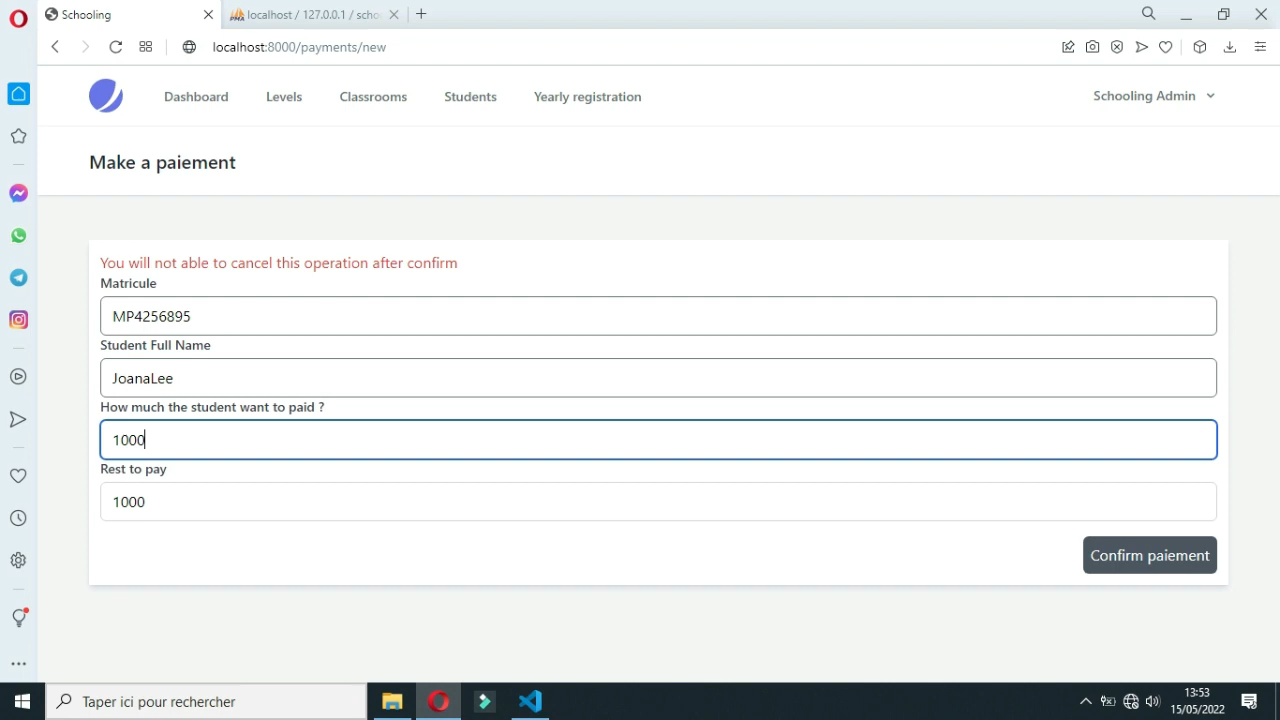 Schooling
localhost / 127.0.0.1 / scho
localhost:8000/payments/new
Dashboard
Levels
Classrooms
Students
Yearly registration
Schooling Admin
Make a paiement
You will not able to cancel this operation after confirm
Matricule
MP4256895
Student Full Name
JoanaLee
How much the student want to paid ?
1000
Rest to pay
1000
Confirm paiement
Taper ici pour rechercher
13:53
15/05/2022